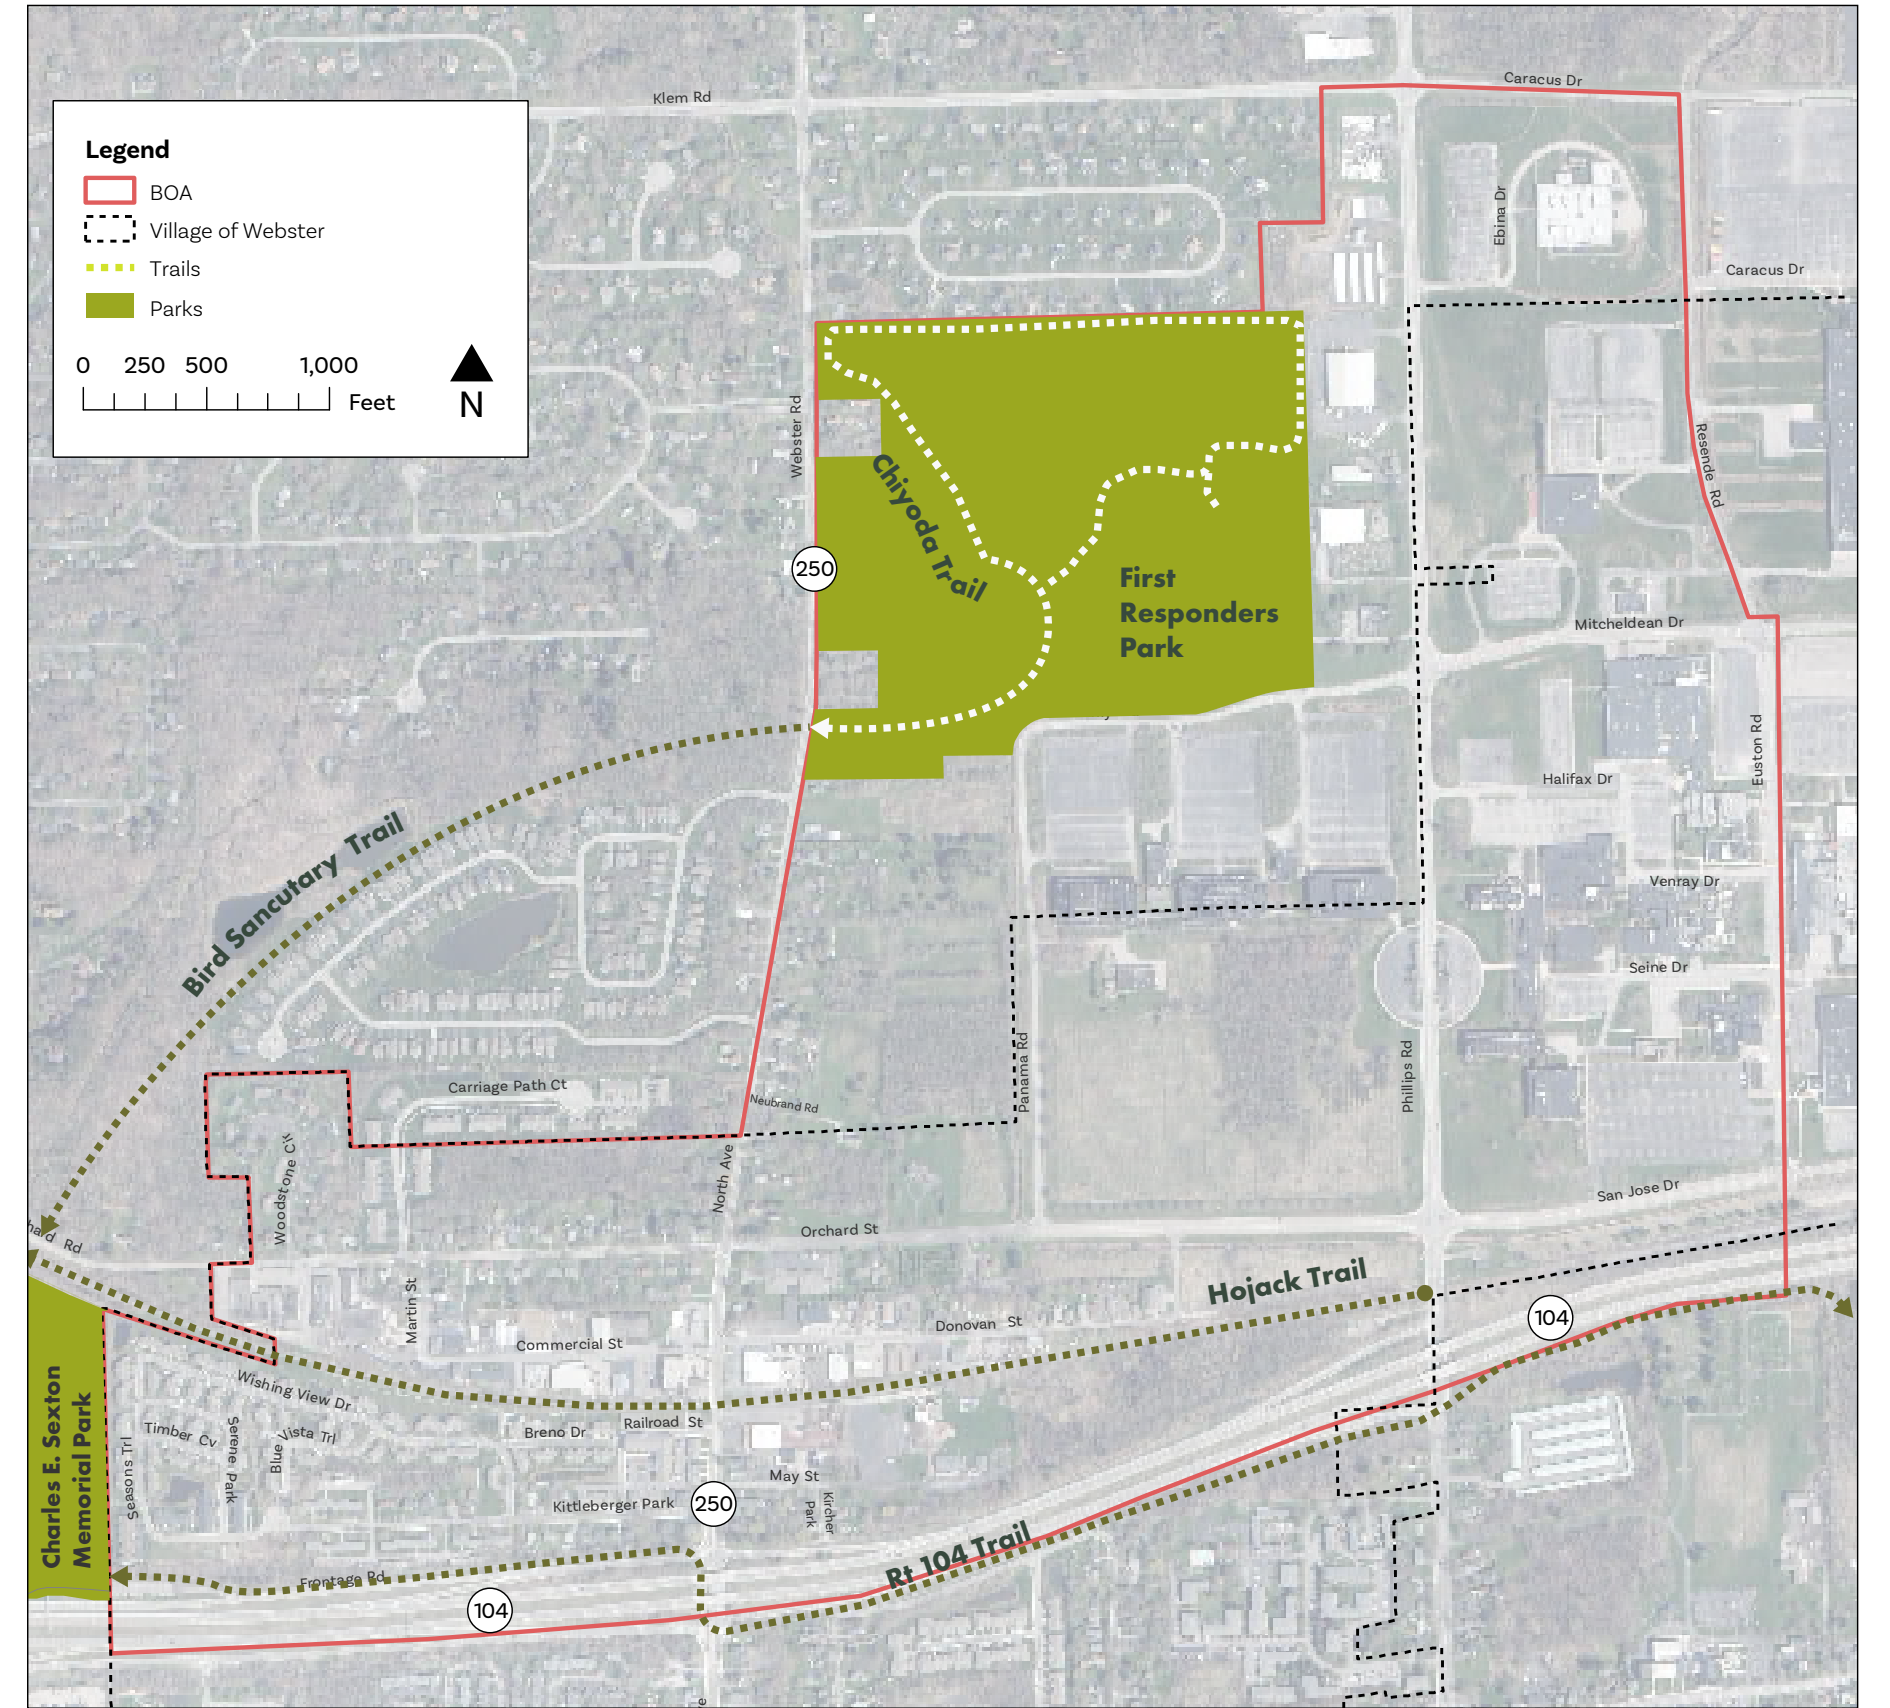 Caracus Dr
Klem Rd
Legend
BOA
Village of Webster
Trails
Parks
0 250 500 1,000
Feet
N
Ebina Dr
Caracus Dr
Webster Rd
Chiyoda Trail
Resende Rd
250
First
Responders
Park
Mitcheldean Dr
Euston Rd
Halifax Dr
Bird Sancutary Trail
Venray Dr
Seine Dr
Panama Rd
Phillips Rd
Carriage Path Ct
Neubrand Rd
Woodstone Cir
North Ave
San Jose Dr
Orchard St
hard Rd
Hojack Trail
Martin St
Donovan St
104
Commercial St
Wishing View Dr
Charles E. Sexton
Memorial Park
Timber Cv
Serene Park
Blue Vista Trl
Seasons Trl
Breno Dr
Railroad St
May St
Kittleberger Park
250
Kircher
Park
Rt 104 Trail
Frontage Rd
104
e